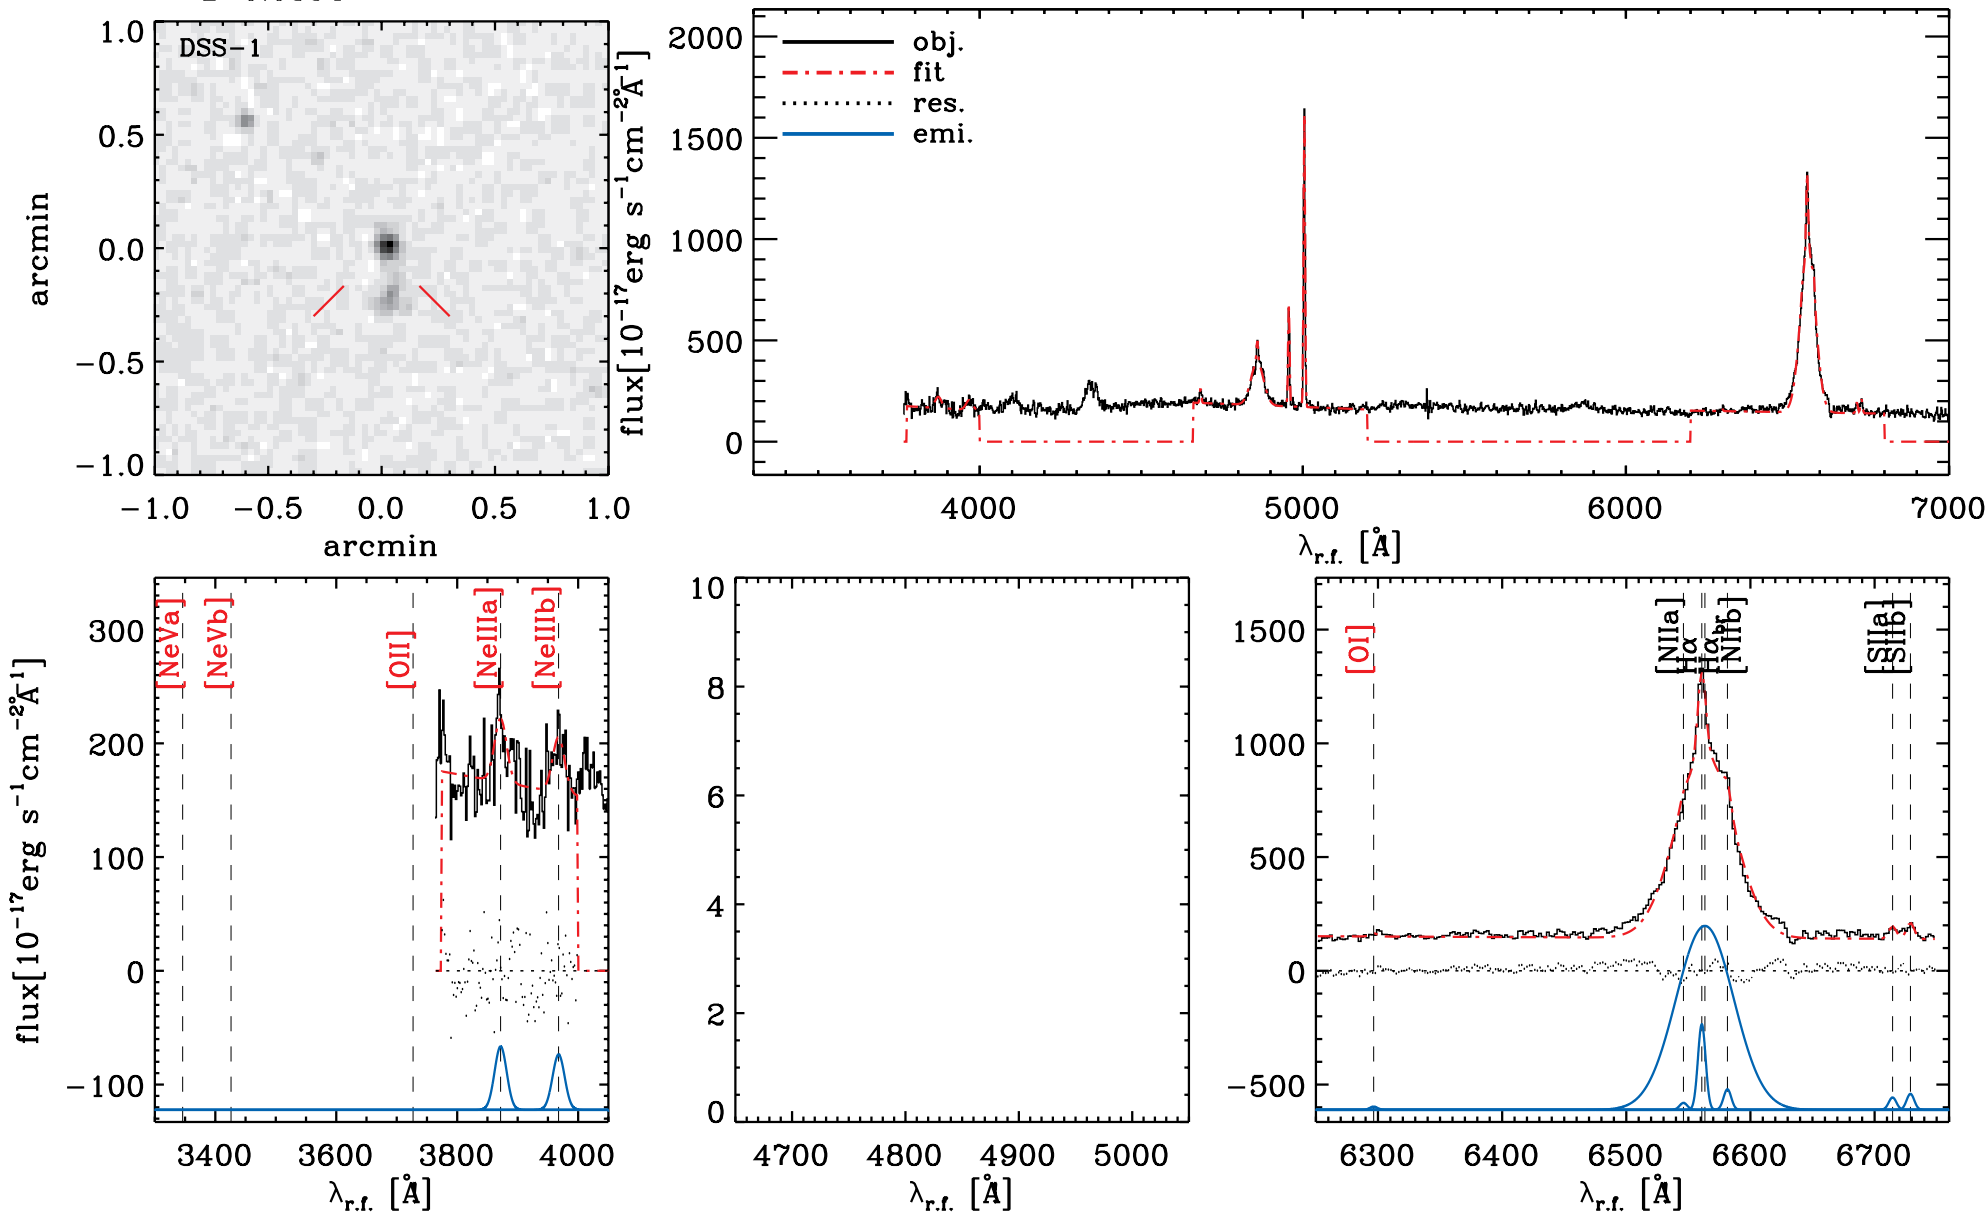 DSS-1
1.0
0.5
0.0
-0.5
-1.0
arcmin
-1.0 -0.5 0.0 0.5 1.0
arcmin
flux[10⁻¹⁷erg s⁻¹cm⁻²Å⁻¹]
2000
1500
1000
500
0
obj.
fit
res.
emi.
4000 5000 6000 7000
λr.f. [Å]
flux[10⁻¹⁷erg s⁻¹cm⁻²Å⁻¹]
300
200
100
0
-100
[NeVa]
[NeVb]
[OII]
[NeIIIa]
[NeIIIb]
3400 3600 3800 4000
λr.f. [Å]
10
8
6
4
2
0
4700 4800 4900 5000
λr.f. [Å]
1500
1000
500
0
-500
[OI]
[NIIa]
Hα
Hαbr
[NIIb]
[SIIa]
[SIIb]
6300 6400 6500 6600 6700
λr.f. [Å]